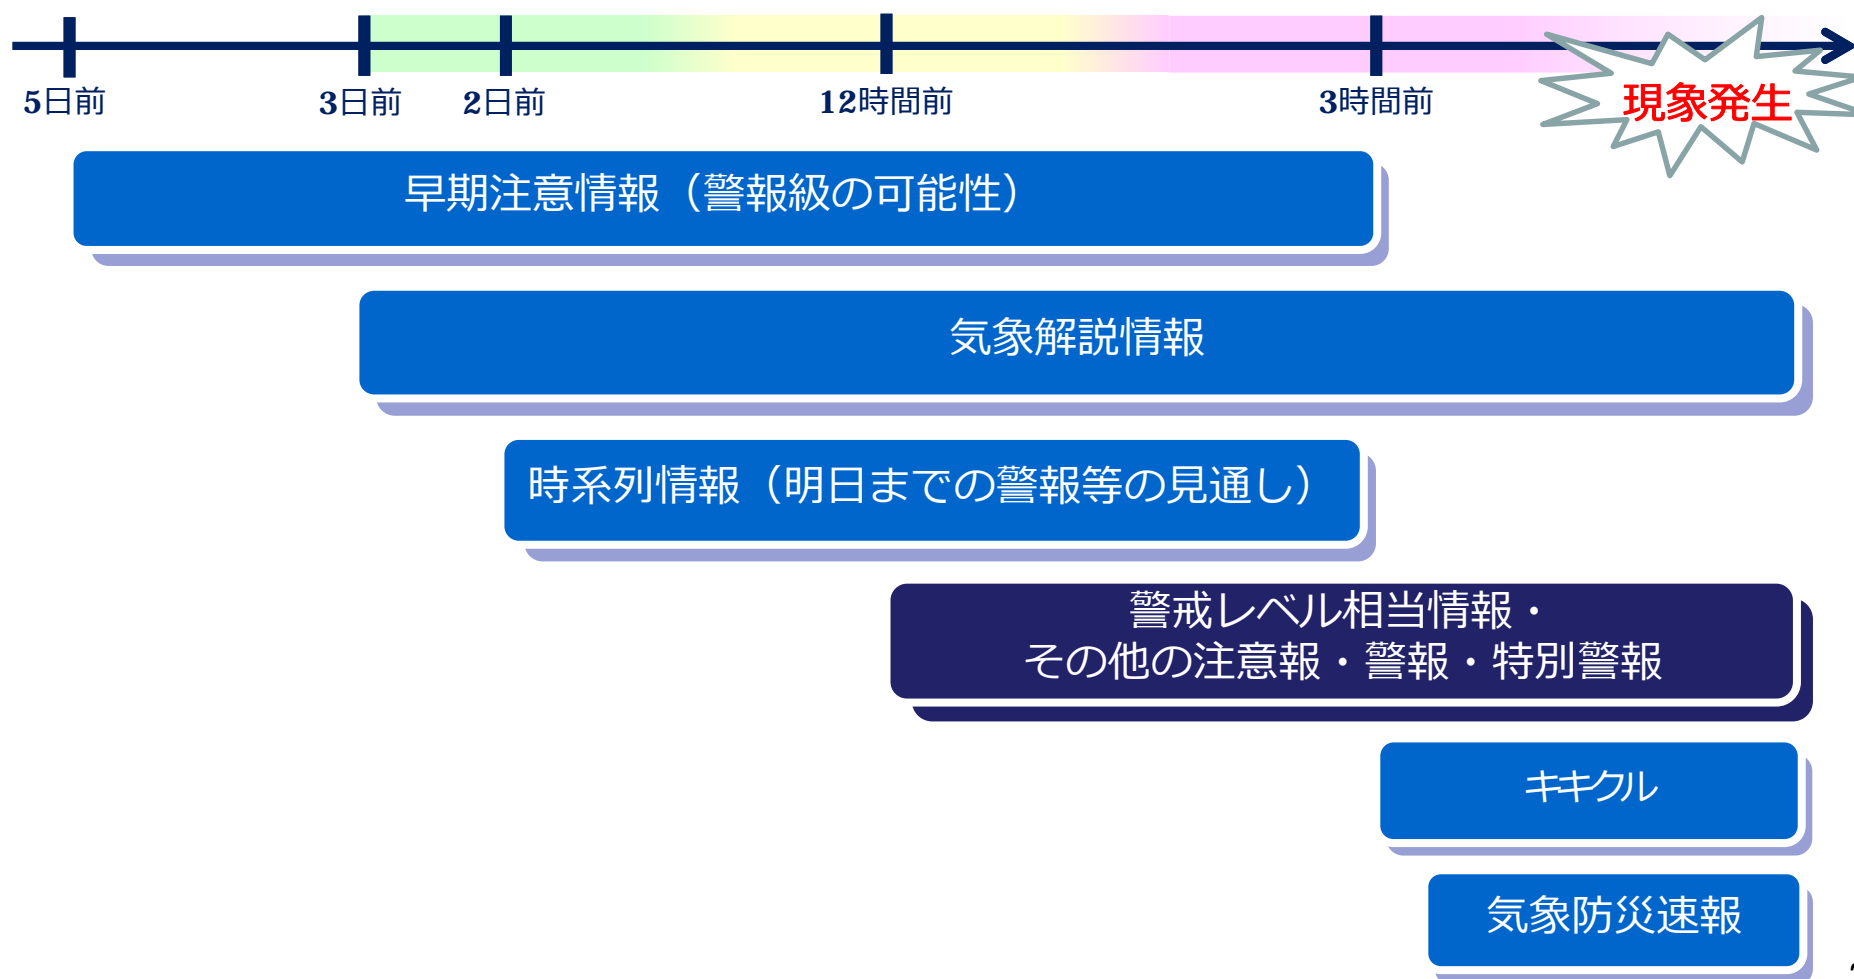 5日前
3日前
2日前
12時間前
3時間前
現象発生
早期注意情報（警報級の可能性）
気象解説情報
時系列情報（明日までの警報等の見通し）
警戒レベル相当情報・
その他の注意報・警報・特別警報
キキクル
気象防災速報